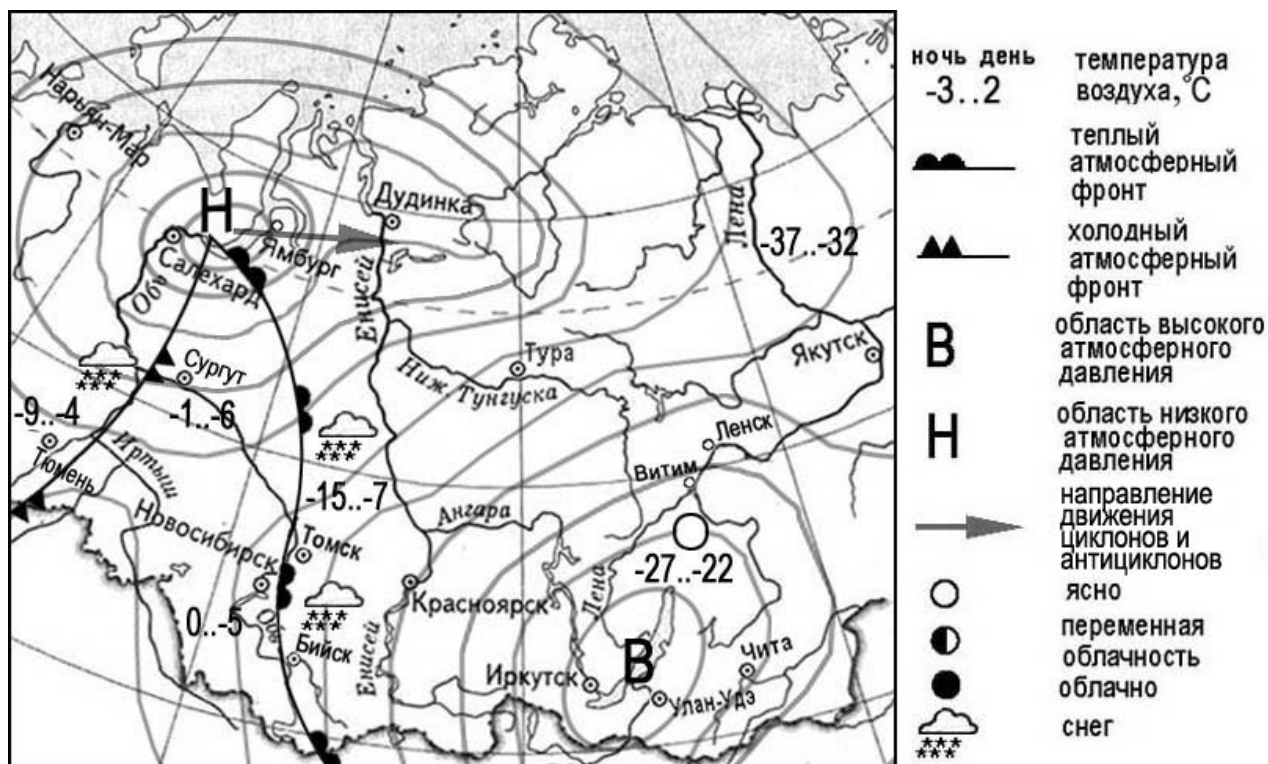 Нарьян-Мар
Н
Дудинка
Ямбург
Салехард
Обь
Енисей
Лена
-37..-32
Якутск
Тура
Ниж. Тунгуска
Сургут
-9..-4
-1..-6
Иртыш
Тюмень
Ленск
Витим
-15..-7
Ангара
Новосибирск
Томск
-27..-22
Лена
Красноярск
0..-5
Обь
Бийск
Енисей
В
Чита
Иркутск
Улан-Удэ
ночь день
-3..2
температура
воздуха, °С
теплый
атмосферный
фронт
холодный
атмосферный
фронт
В
область высокого
атмосферного
давления
Н
область низкого
атмосферного
давления
направление
движения
циклонов и
антициклонов
ясно
переменная
облачность
облачно
снег